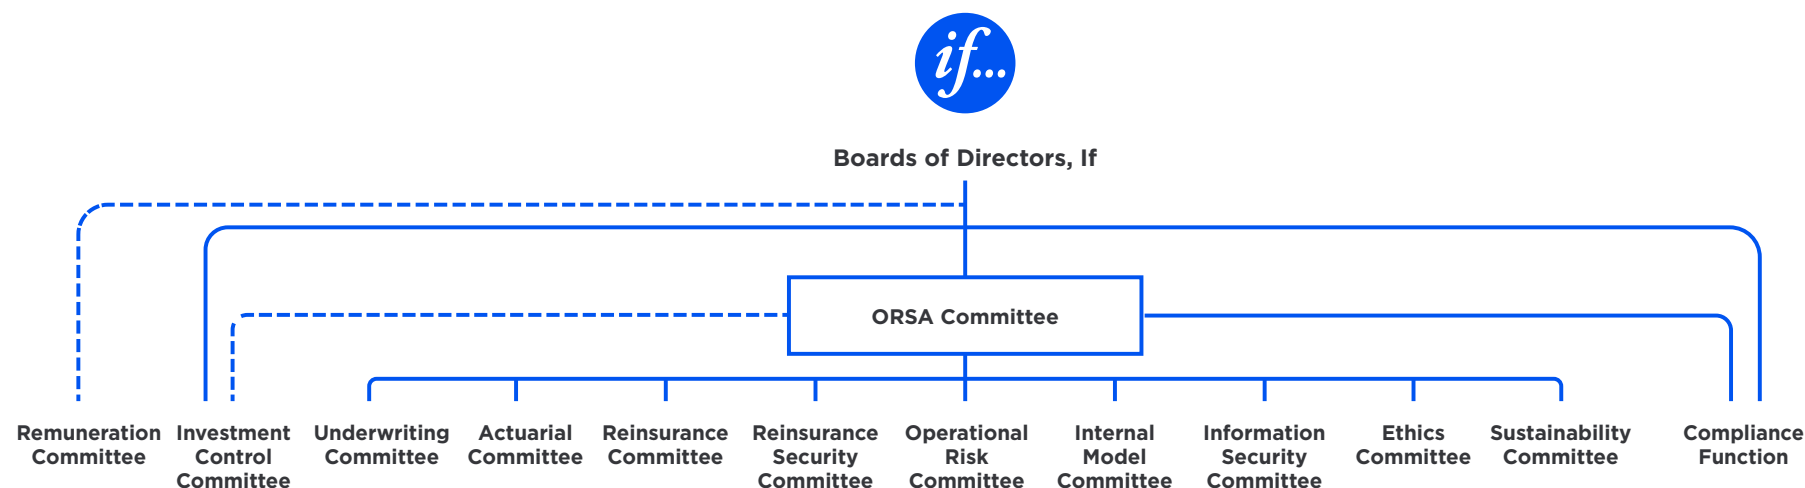 if...
Boards of Directors, If
ORSA Committee
Remuneration
Committee
Investment
Control
Committee
Underwriting
Committee
Actuarial
Committee
Reinsurance
Committee
Reinsurance
Security
Committee
Operational
Risk
Committee
Internal
Model
Committee
Information
Security
Committee
Ethics
Committee
Sustainability
Committee
Compliance
Function